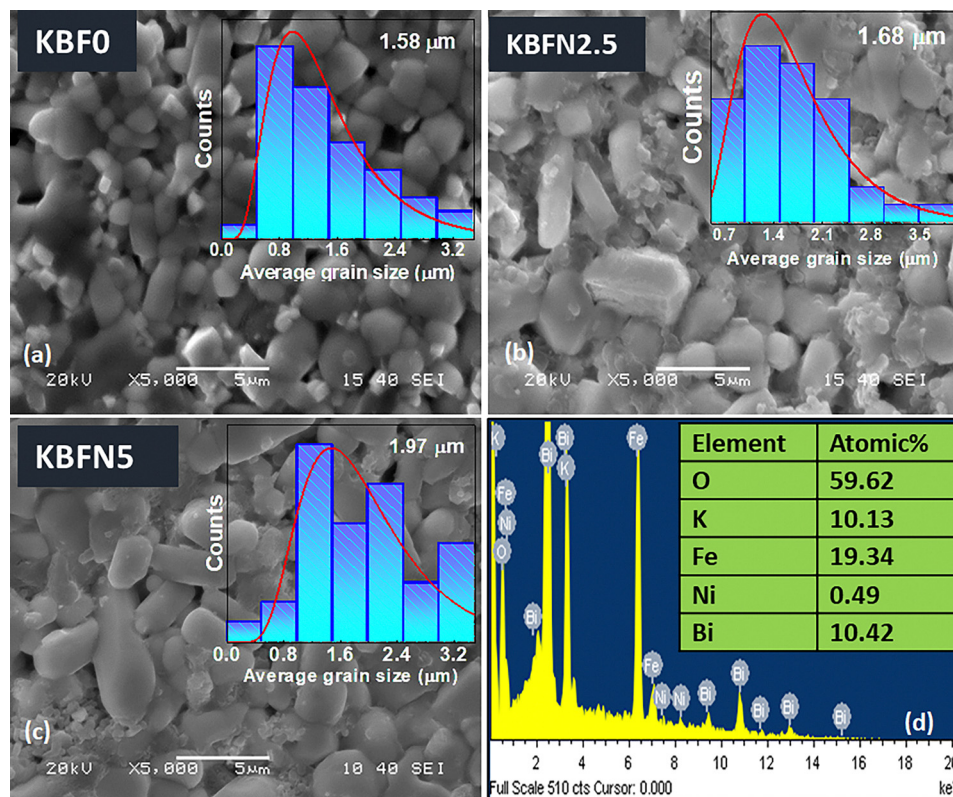 KBF0
1.58 μm
Counts
0.0 0.8 1.6 2.4 3.2
Average grain size (μm)
(a)
20kV X5,000 5μm 15 40 SEI
KBFN2.5
1.68 μm
Counts
0.7 1.4 2.1 2.8 3.5
Average grain size (μm)
(b)
20kV X5,000 5μm 15 40 SEI
KBFN5
1.97 μm
Counts
0.0 0.8 1.6 2.4 3.2
Average grain size (μm)
(c)
20kV X5,000 5μm 10 40 SEI
K Bi Fe
Bi K
Fe
Ni
O
Bi
Fe
Ni Ni Bi Bi Bi Bi Bi
Element Atomic%
O 59.62
K 10.13
Fe 19.34
Ni 0.49
Bi 10.42
(d)
2 4 6 8 10 12 14 16 18 20
Full Scale 510 cts Cursor: 0.000